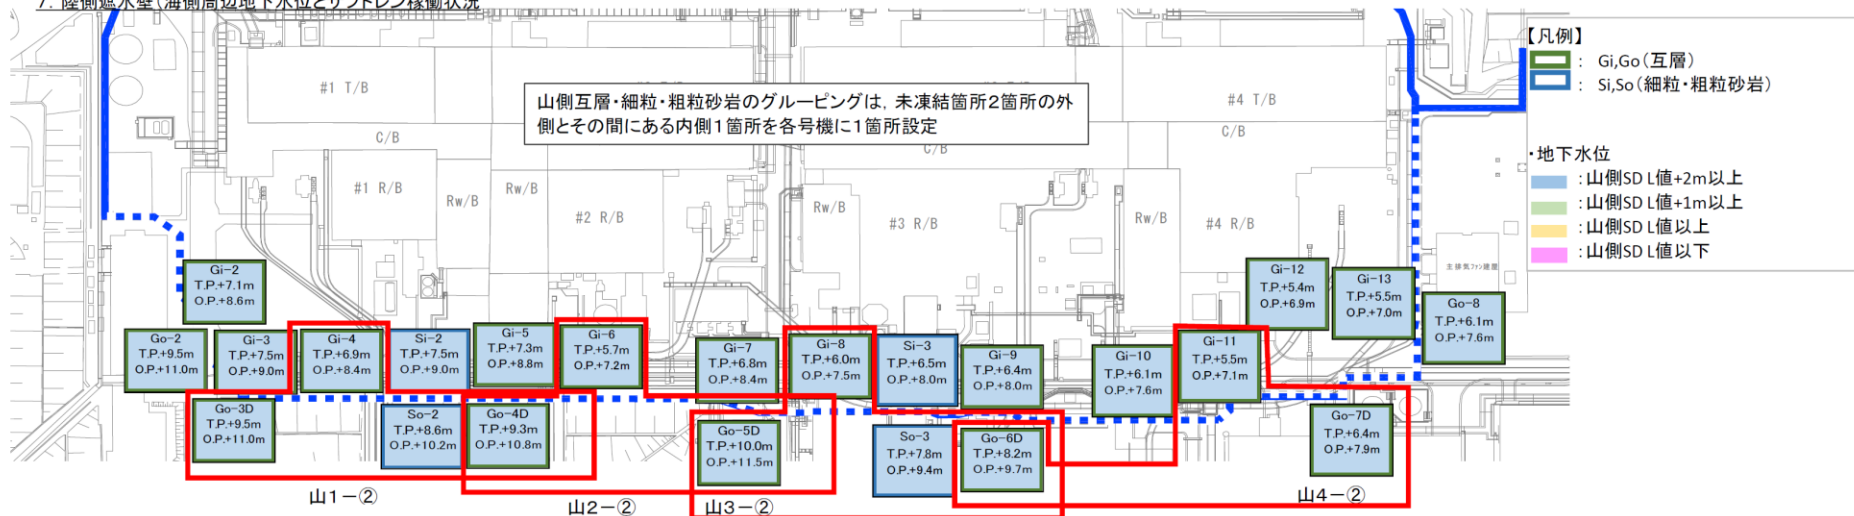 7. 陸側遮水壁(海側周辺地下水位とサブドレン稼働状況
【凡例】
: Gi,Go(互層)
: Si,So(細粒・粗粒砂岩)
・地下水位
: 山側SD L値+2m以上
: 山側SD L値+1m以上
: 山側SD L値以上
: 山側SD L値以下
山側互層・細粒・粗粒砂岩のグルーピングは, 未凍結箇所2箇所の外
側とその間にある内側1箇所を各号機に1箇所設定
#1 T/B
#4 T/B
C/B
C/B
C/B
#1 R/B
Rw/B
Rw/B
#2 R/B
Rw/B
#3 R/B
Rw/B
#4 R/B
主排気ファン建屋
Gi-2
T.P.+7.1m
O.P.+8.6m
Gi-12
T.P.+5.4m
O.P.+6.9m
Gi-13
T.P.+5.5m
O.P.+7.0m
Go-8
T.P.+6.1m
O.P.+7.6m
Go-2
T.P.+9.5m
O.P.+11.0m
Gi-3
T.P.+7.5m
O.P.+9.0m
Gi-4
T.P.+6.9m
O.P.+8.4m
Si-2
T.P.+7.5m
O.P.+9.0m
Gi-5
T.P.+7.3m
O.P.+8.8m
Gi-6
T.P.+5.7m
O.P.+7.2m
Gi-7
T.P.+6.8m
O.P.+8.4m
Gi-8
T.P.+6.0m
O.P.+7.5m
Si-3
T.P.+6.5m
O.P.+8.0m
Gi-9
T.P.+6.4m
O.P.+8.0m
Gi-10
T.P.+6.1m
O.P.+7.6m
Gi-11
T.P.+5.5m
O.P.+7.1m
Go-3D
T.P.+9.5m
O.P.+11.0m
So-2
T.P.+8.6m
O.P.+10.2m
Go-4D
T.P.+9.3m
O.P.+10.8m
Go-5D
T.P.+10.0m
O.P.+11.5m
So-3
T.P.+7.8m
O.P.+9.4m
Go-6D
T.P.+8.2m
O.P.+9.7m
Go-7D
T.P.+6.4m
O.P.+7.9m
山1-②
山2-②
山3-②
山4-②